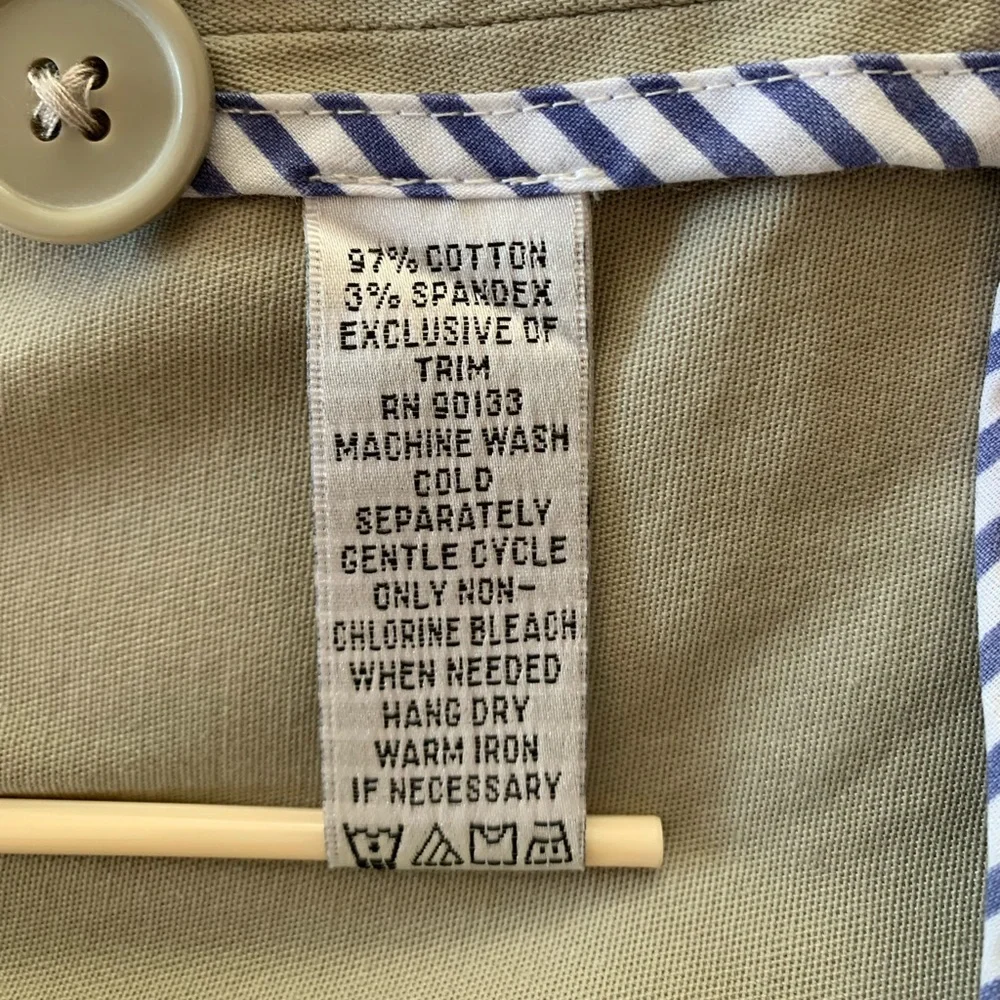 97% COTTON
3% SPANDEX
EXCLUSIVE OF
TRIM
RN 90133
MACHINE WASH
COLD
SEPARATELY
GENTLE CYCLE
ONLY NON-
CHLORINE BLEACH
WHEN NEEDED
HANG DRY
WARM IRON
IF NECESSARY